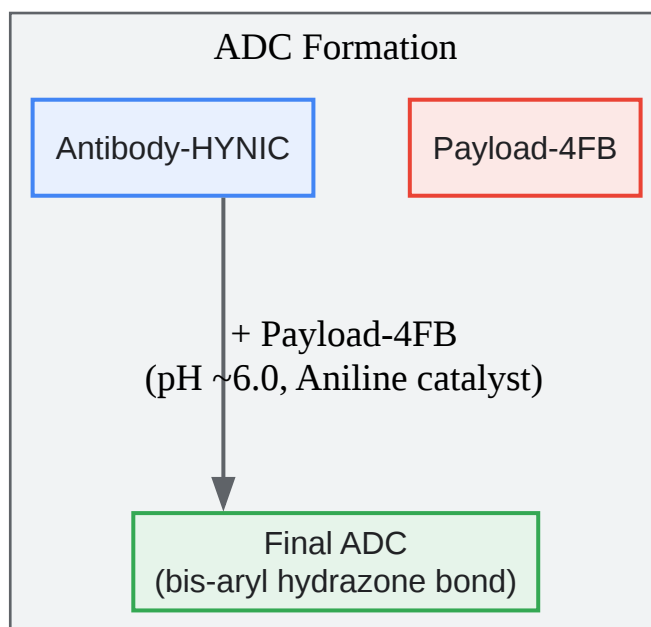 ADC Formation
Antibody-HYNIC
Payload-4FB
+ Payload-4FB
(pH ~6.0, Aniline catalyst)
Final ADC
(bis-aryl hydrazone bond)